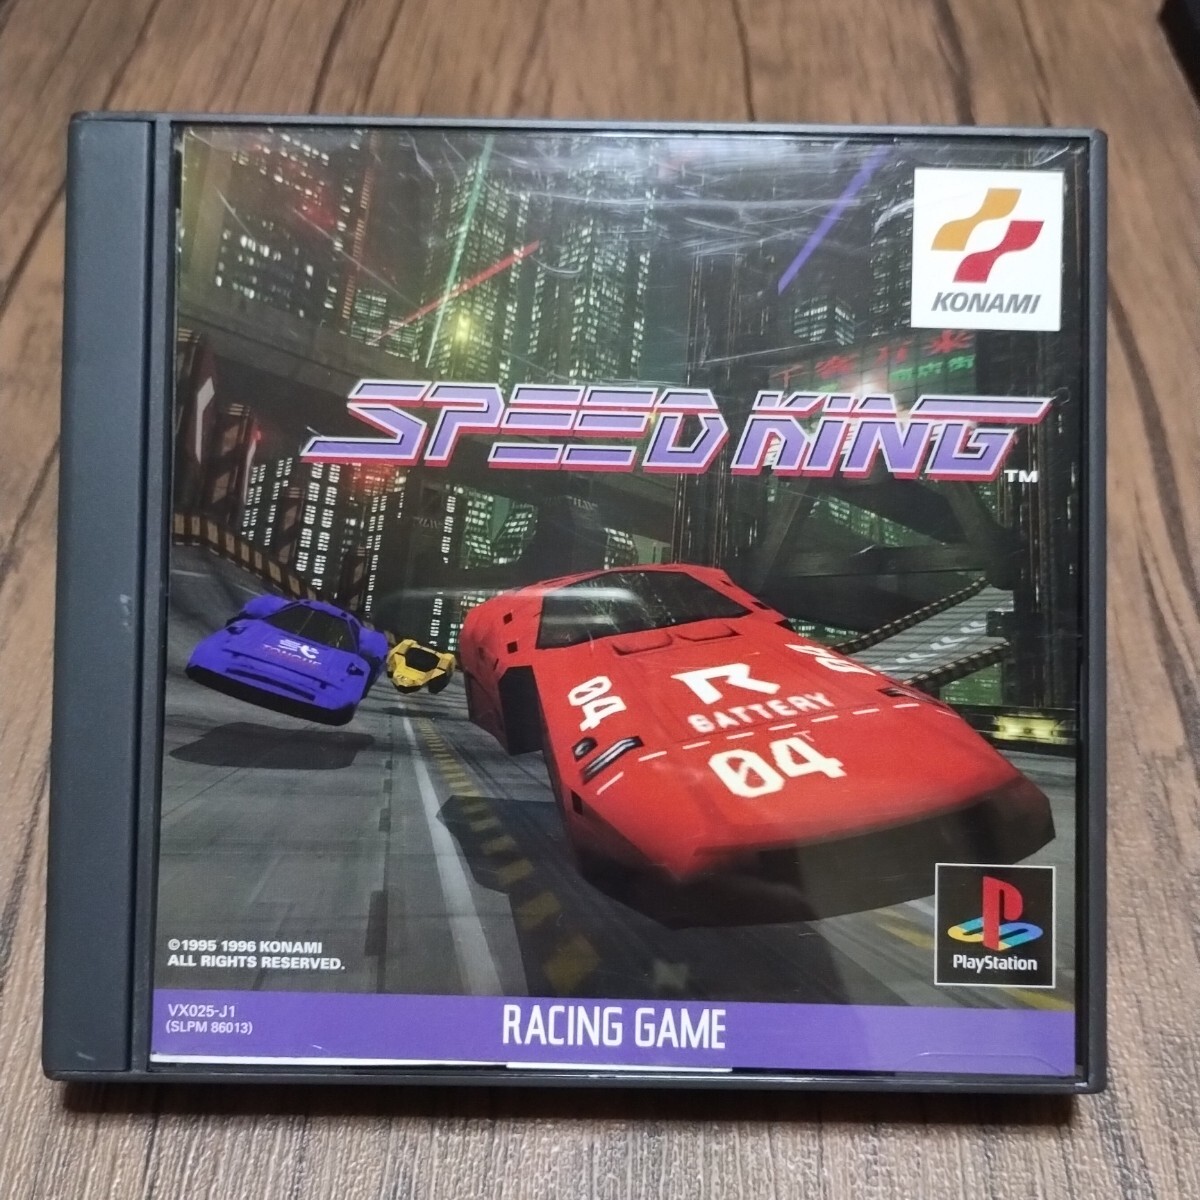 KONAMI
SPEED KING
TM
TONGUE
R
BATTERY
04
04
04
©1995 1996 KONAMI
ALL RIGHTS RESERVED.
PlayStation
VX025-J1
(SLPM 86013)
RACING GAME